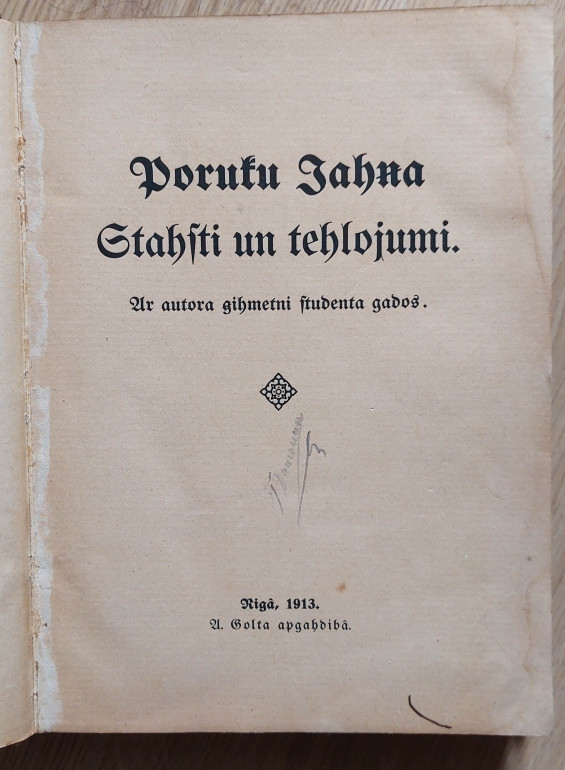 Poruku Jahņa
Stahſti un tehlojumi.
Ar autora gihmetni ſtudenta gados.
Rigâ, 1913.
A. Golta apgahdibâ.